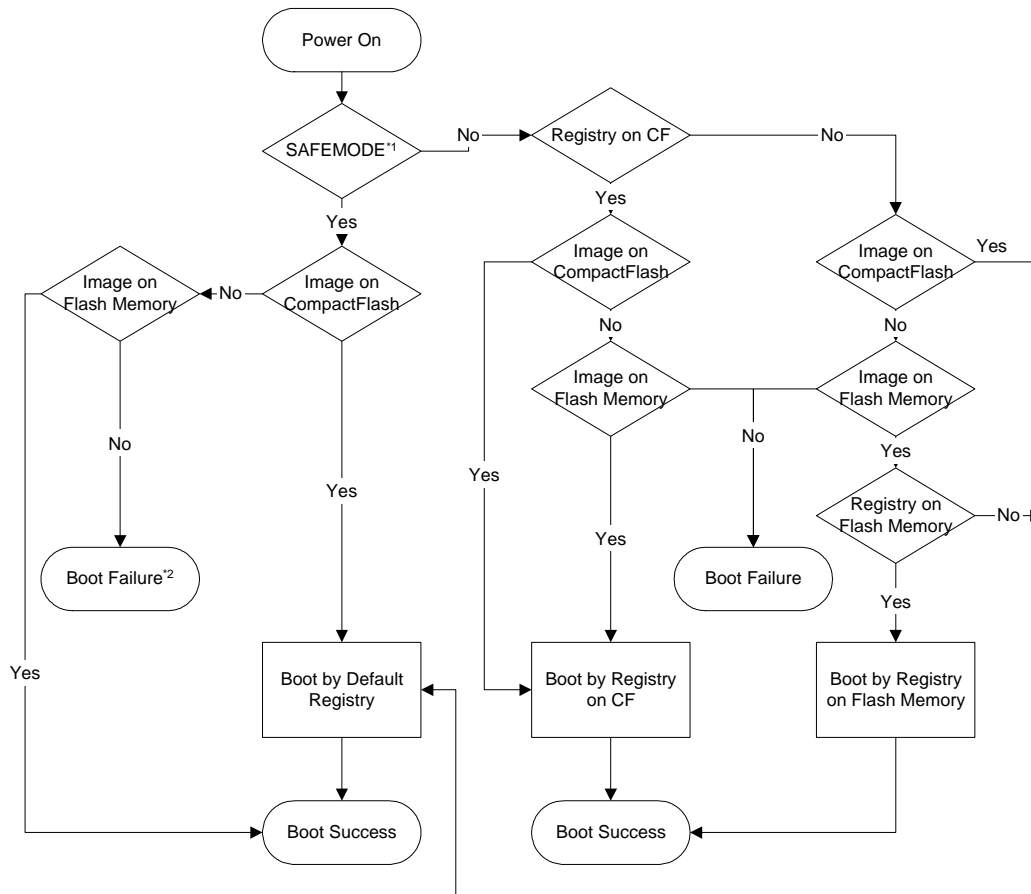 Power On
SAFEMODE*1
No
Registry on CF
No
Yes
Yes
Image on
Flash Memory
No
Image on
CompactFlash
Image on
CompactFlash
Image on
CompactFlash
Yes
No
No
Image on
Flash Memory
Image on
Flash Memory
No
No
Yes
Yes
Yes
Registry on
Flash Memory
No
Yes
Boot Failure*2
Boot Failure
Yes
Yes
Boot by Default
Registry
Boot by Registry
on CF
Boot by Registry
on Flash Memory
Boot Success
Boot Success